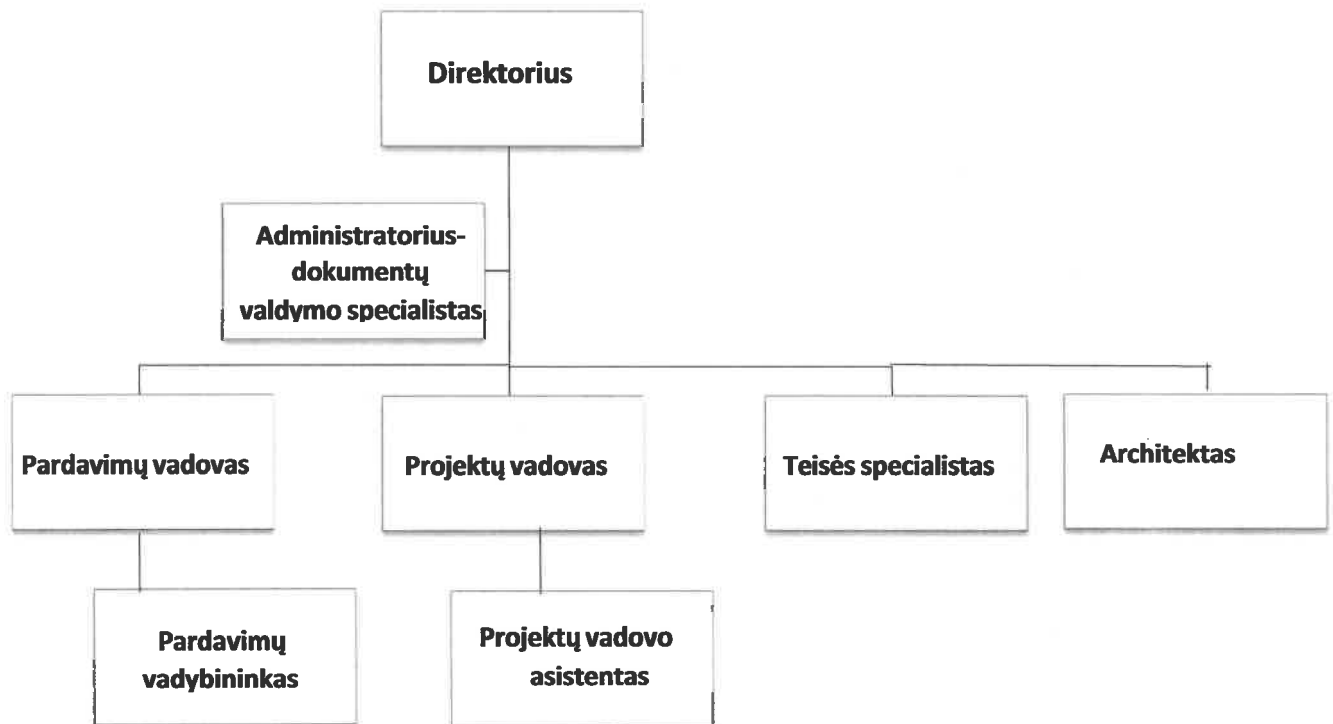 Direktorius
Administratorius-
dokumentų
valdymo specialistas
Pardavimų vadovas
Projektų vadovas
Teisės specialistas
Architektas
Pardavimų
vadybininkas
Projektų vadovo
asistentas